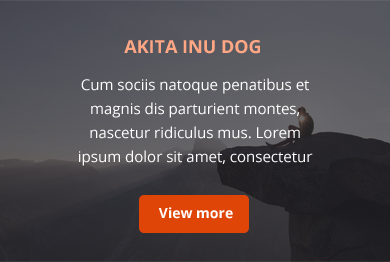 AKITA INU DOG
Cum sociis natoque penatibus et
magnis dis parturient montes,
nascetur ridiculus mus. Lorem
ipsum dolor sit amet, consectetur
View more